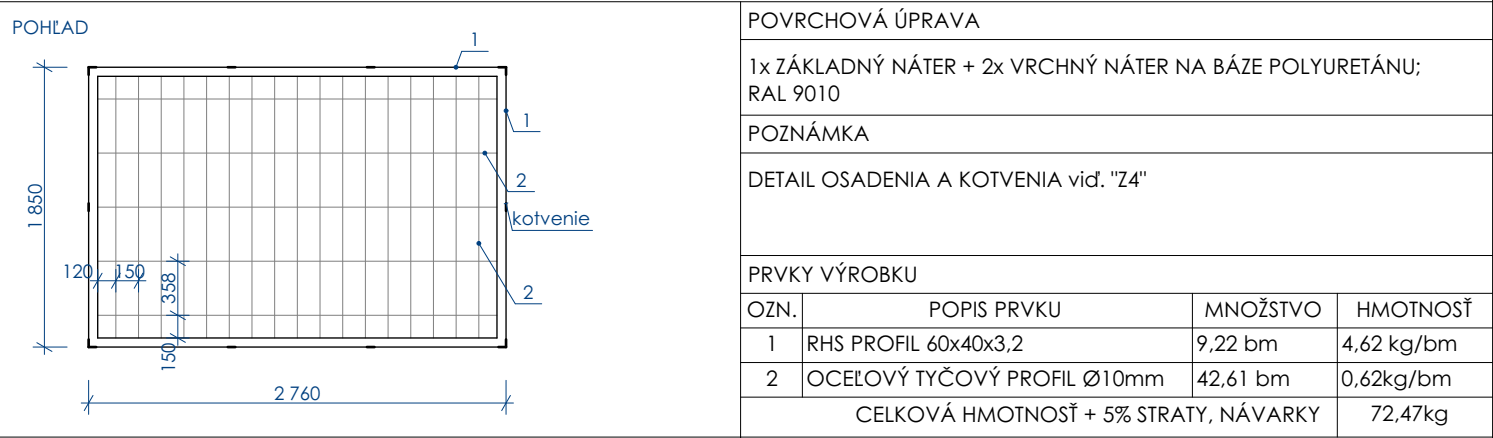 POHĽAD
1
1
2
kotvenie
2
1 850
120
150
358
150
2 760
POVRCHOVÁ ÚPRAVA
1x ZÁKLADNÝ NÁTER + 2x VRCHNÝ NÁTER NA BÁZE POLYURETÁNU;
RAL 9010
POZNÁMKA
DETAIL OSADENIA A KOTVENIA viď. "Z4"
PRVKY VÝROBKU
OZN. POPIS PRVKU MNOŽSTVO HMOTNOSŤ
1 RHS PROFIL 60x40x3,2 9,22 bm 4,62 kg/bm
2 OCEĽOVÝ TYČOVÝ PROFIL Ø10mm 42,61 bm 0,62kg/bm
CELKOVÁ HMOTNOSŤ + 5% STRATY, NÁVARKY 72,47kg